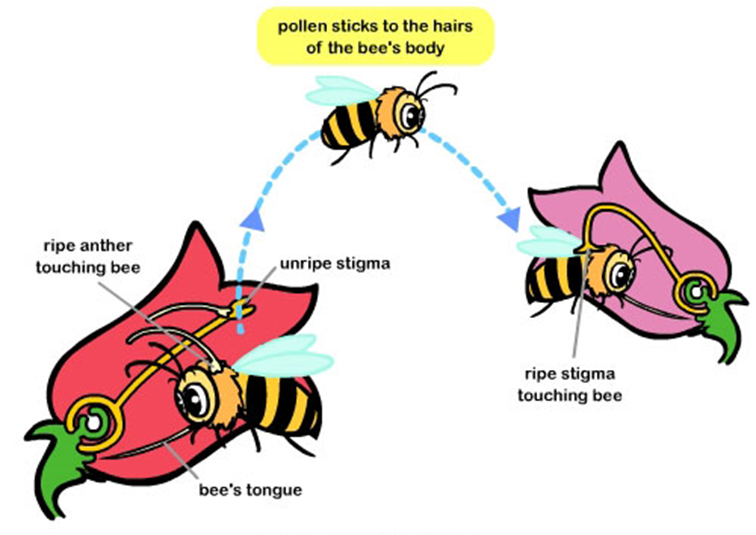 pollen sticks to the hairs
of the bee's body
ripe anther
touching bee
unripe stigma
ripe stigma
touching bee
bee's tongue